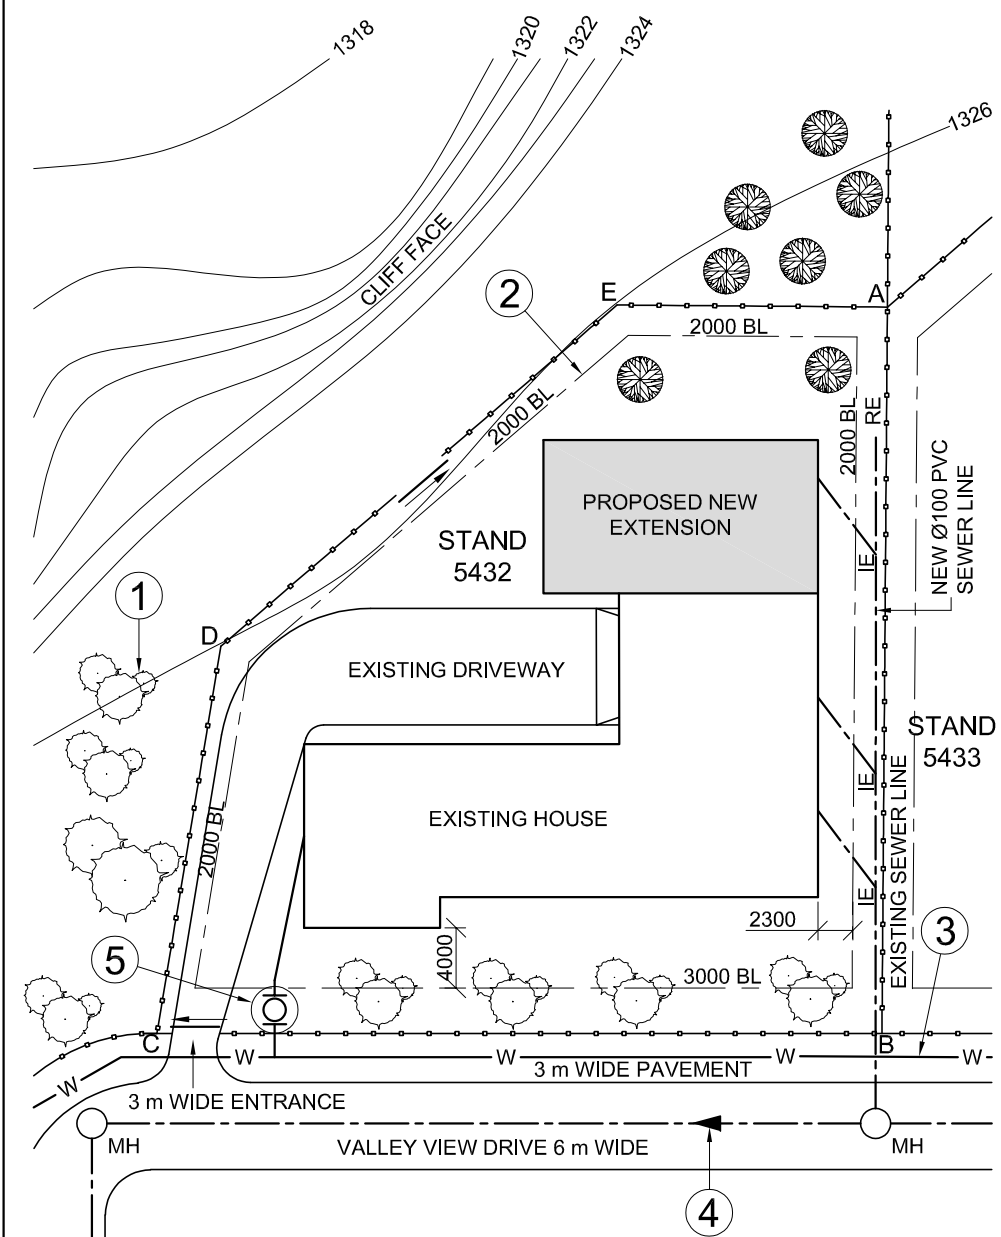 1318
1320
1322
1324
1326
CLIFF FACE
2
E
A
2000 BL
2000 BL
2000 BL
RE
PROPOSED NEW
EXTENSION
NEW Ø100 PVC
SEWER LINE
STAND
5432
IE
1
D
EXISTING DRIVEWAY
STAND
5433
IE
EXISTING HOUSE
2000 BL
EXISTING SEWER LINE
IE
2300
3
5
4000
3000 BL
C
B
W
W
W
W
W
3 m WIDE PAVEMENT
3 m WIDE ENTRANCE
MH
VALLEY VIEW DRIVE 6 m WIDE
MH
4